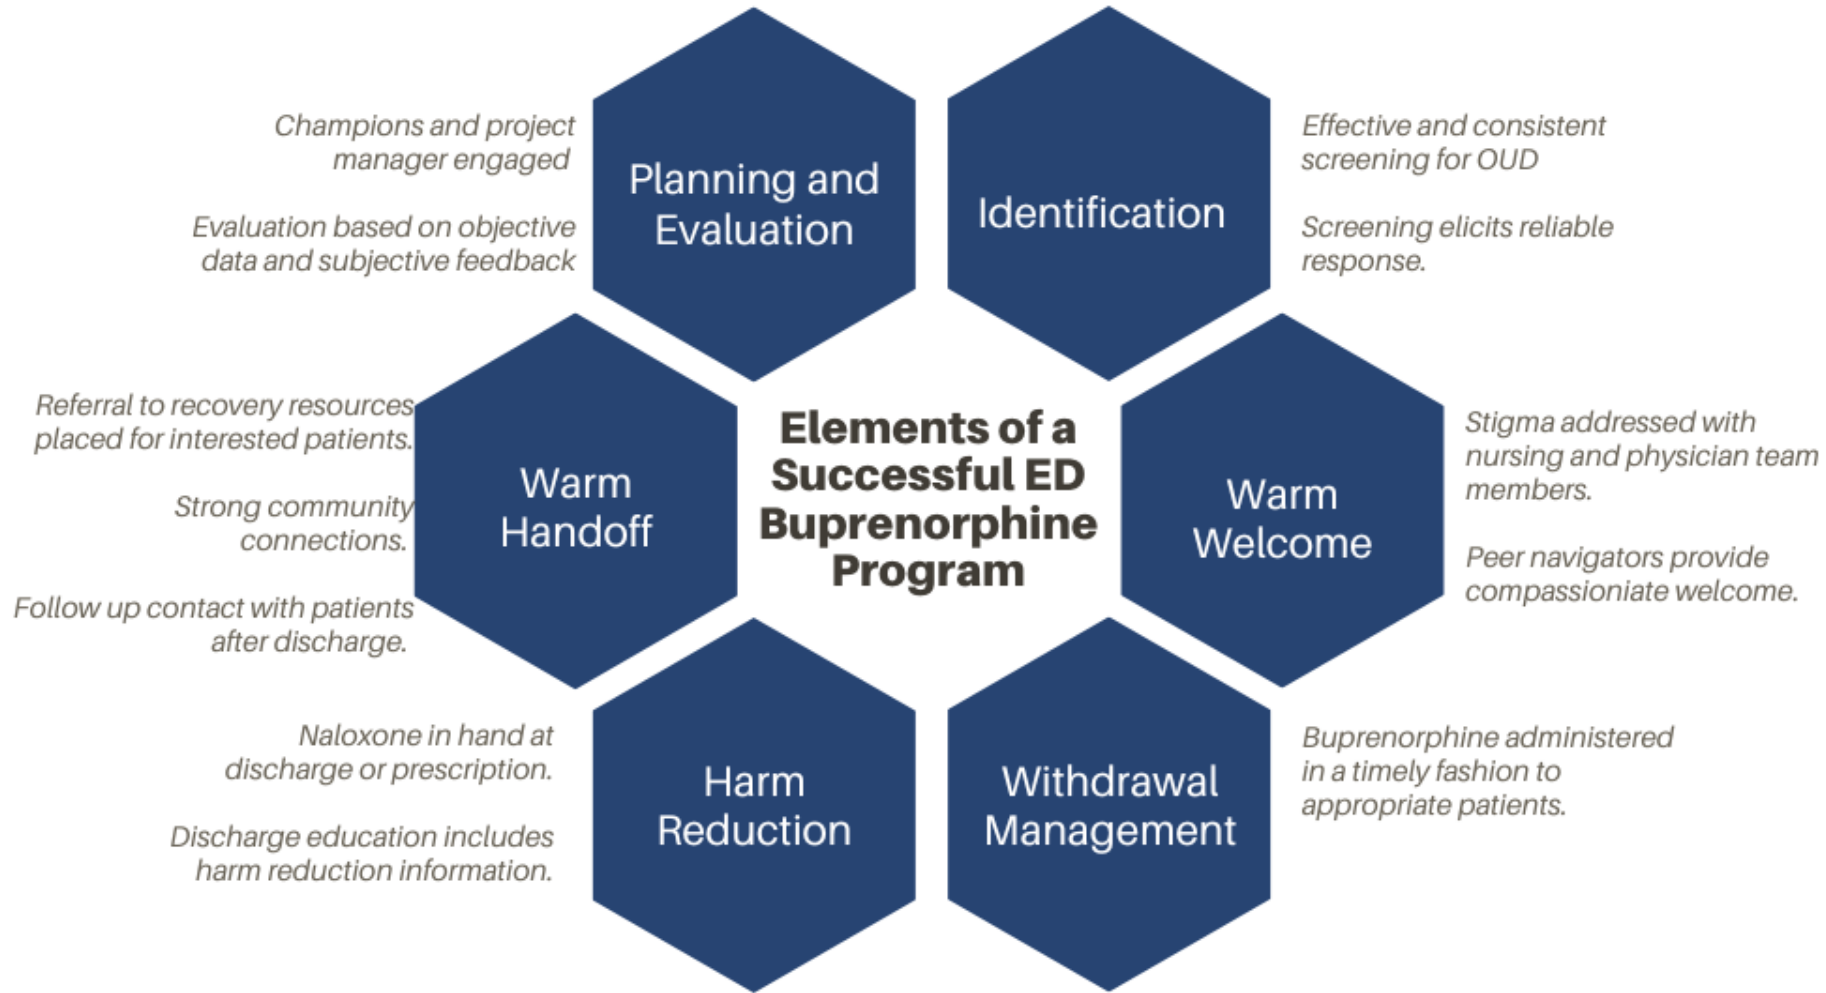 Champions and project
manager engaged
Evaluation based on objective
data and subjective feedback
Planning and
Evaluation
Identification
Effective and consistent
screening for OUD
Screening elicits reliable
response.
Referral to recovery resources
placed for interested patients.
Strong community
connections.
Follow up contact with patients
after discharge.
Warm
Handoff
Elements of a
Successful ED
Buprenorphine
Program
Warm
Welcome
Stigma addressed with
nursing and physician team
members.
Peer navigators provide
compassioniate welcome.
Naloxone in hand at
discharge or prescription.
Discharge education includes
harm reduction information.
Harm
Reduction
Withdrawal
Management
Buprenorphine administered
in a timely fashion to
appropriate patients.